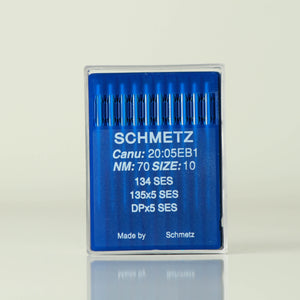 SCHMETZ
Canu: 20:05EB1
NM: 70 SIZE: 10
134 SES
135x5 SES
DPx5 SES
Made by Schmetz